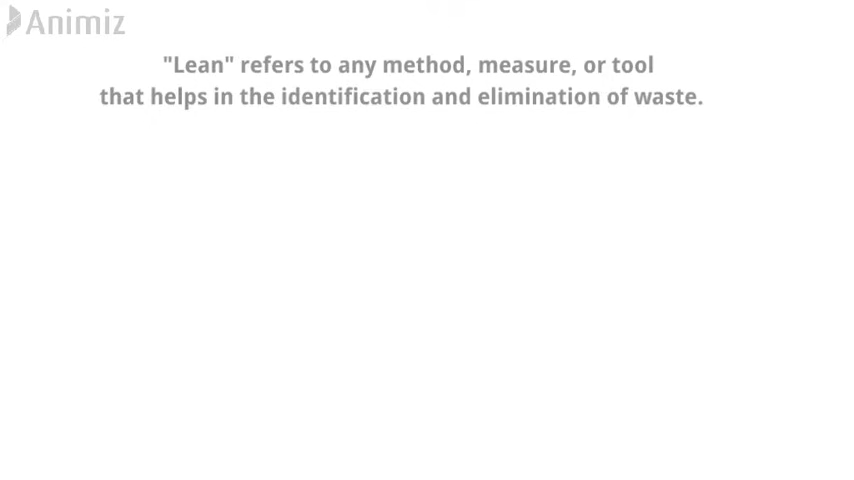 Animiz
"Lean" refers to any method, measure, or tool
that helps in the identification and elimination of waste.